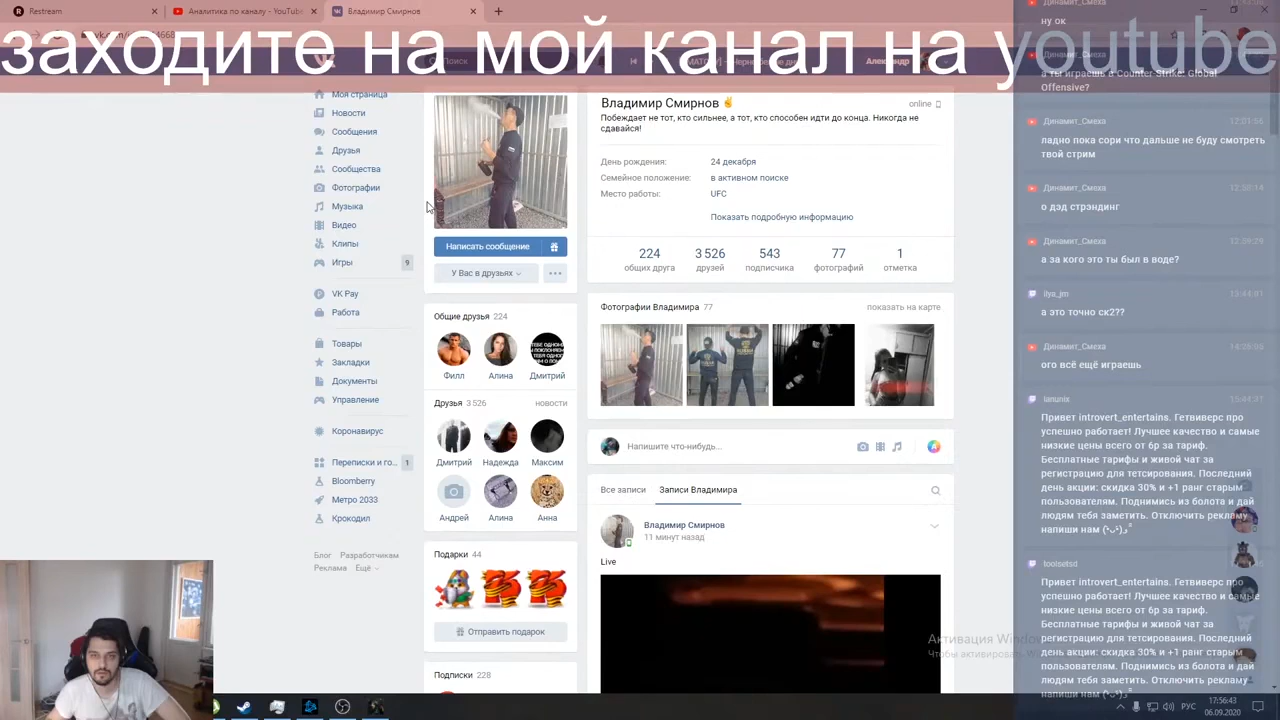 Restream
Аналитика по каналу - YouTube
Владимир Смирнов
заходите на мой канал на youtube
Поиск
Александр
Моя страница
Новости
Сообщения
Друзья
Сообщества
Фотографии
Музыка
Видео
Клипы
Игры
9
VK Pay
Работа
Товары
Закладки
Документы
Управление
Коронавирус
Переписки и го...
1
Bloomberry
Метро 2033
Крокодил
Блог Разработчикам
Реклама Ещё
Написать сообщение
У Вас в друзьях
Общие друзья 224
Филл
Алина
Дмитрий
Друзья 3 526
новости
Дмитрий
Надежда
Максим
Андрей
Алина
Анна
Подарки 44
Отправить подарок
Подписки 228
Владимир Смирнов ✌
online
Побеждает не тот, кто сильнее, а тот, кто способен идти до конца. Никогда не
сдавайся!
День рождения: 24 декабря
Семейное положение: в активном поиске
Место работы: UFC
Показать подробную информацию
224
общих друга
3 526
друзей
543
подписчика
77
фотографий
1
отметка
Фотографии Владимира 77
показать на карте
Напишите что-нибудь...
Все записи
Записи Владимира
Владимир Смирнов
11 минут назад
Live
ну ок
а ты играешь в Counter-Strike: Global
Offensive?
Динамит_Смеха
ладно пока сори что дальше не буду смотреть
твой стрим
Динамит_Смеха
о дэд стрэндинг
Динамит_Смеха
а за кого это ты был в воде?
ilya_jm
а это точно ск2??
Динамит_Смеха
ого всё ещё играешь
Привет introvert_entertains. Гетвиверс про
успешно работает! Лучшее качество и самые
низкие цены всего от 6р за тариф.
Бесплатные тарифы и живой чат за
регистрацию для тетсирования. Последний
день акции: скидка 30% и +1 ранг старым
пользователям. Поднимись из болота и дай
людям тебя заметить. Отключить рекламу
напиши нам
Привет introvert_entertains. Гетвиверс про
успешно работает! Лучшее качество и самые
низкие цены всего от 6р за тариф.
Бесплатные тарифы и живой чат за
регистрацию для тетсирования. Последний
день акции: скидка 30% и +1 ранг старым
пользователям. Поднимись из болота и дай
людям тебя заметить. Отключить рекламу
напиши нам
Активация Windo
Чтобы активировать W
РУС
17:56:43
06.09.2020